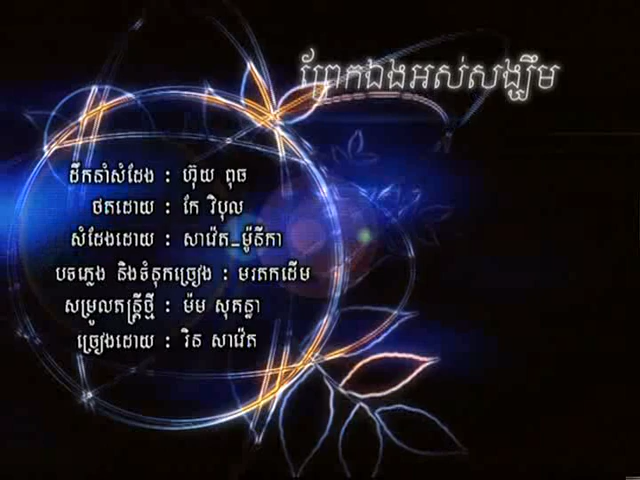 ព្រែកឯងអស់សង្ឃឹម
ដឹកនាំសំដែង : ហ៊ុយ ពុធ
ថតដោយ : កែ វិបុល
សំដែងដោយ : សាវ៉េត_ម៉ូនីកា
បទភ្លេង និងទំនុកច្រៀង : មរតកដើម
សម្រួលតន្ត្រីថ្មី : ម៉ម សុគន្ធា
ច្រៀងដោយ : រិន សាវ៉េត